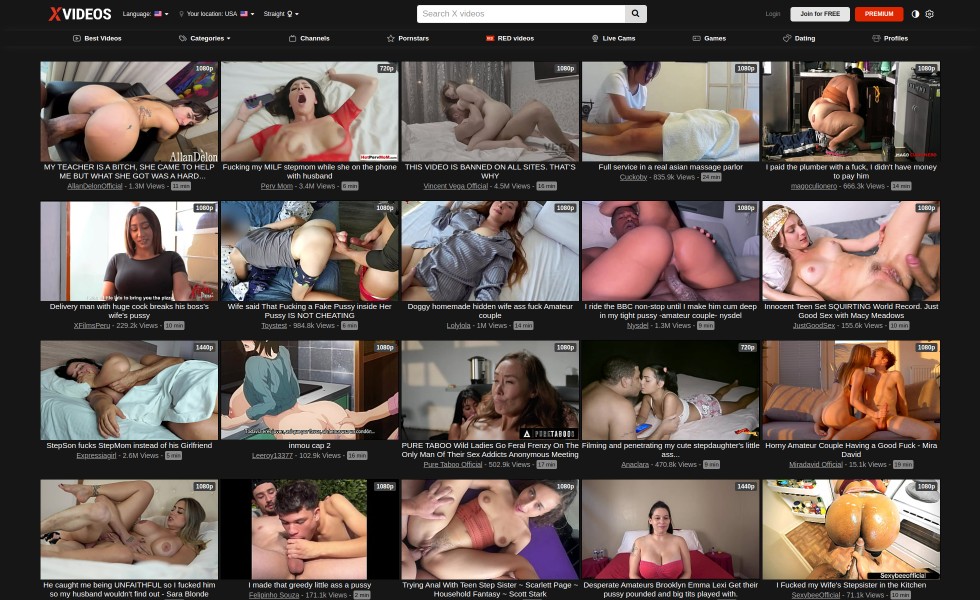 XVIDEOS
Language:
Your location: USA
Straight
Search X videos
Login
Join for FREE
PREMIUM
Best Videos
Categories
Channels
Pornstars
RED videos
Live Cams
Games
Dating
Profiles
1080p
AllanDelon
MY TEACHER IS A BITCH, SHE CAME TO HELP
ME BUT WHAT SHE GOT WAS A HARD...
AllanDelonOfficial - 1.3M Views - 11 min
720p
HotPervMom.com
Fucking my MILF stepmom while she on the phone
with husband
Perv Mom - 3.4M Views - 6 min
1080p
VEGA
THIS VIDEO IS BANNED ON ALL SITES. THAT'S
WHY
Vincent Vega Official - 4.5M Views - 16 min
1080p
Full service in a real asian massage parlor
Cuckoby - 835.9k Views - 24 min
1080p
I paid the plumber with a fuck, I didn't have money
to pay him
magoculionero - 666.3k Views - 14 min
1080p
Delivery man with huge cock breaks his boss's
wife's pussy
XFilmsPeru - 229.2k Views - 10 min
1080p
Wife said That Fucking a Fake Pussy inside Her
Pussy IS NOT CHEATING
Toystest - 984.8k Views - 6 min
1080p
Doggy homemade hidden wife ass fuck Amateur
couple
Lolylola - 1M Views - 14 min
1080p
I ride the BBC non-stop until I make him cum deep
in my tight pussy -amateur couple- nysdel
Nysdel - 1.3M Views - 9 min
1080p
Innocent Teen Set SQUIRTING World Record. Just
Good Sex with Macy Meadows
JustGoodSex - 155.6k Views - 10 min
1440p
StepSon fucks StepMom instead of his Girlfriend
Expressiagirl - 2.6M Views - 5 min
1080p
inmou cap 2
Leeroy13377 - 102.9k Views - 16 min
1080p
PURE TABOO
PURE TABOO Wild Ladies Go Feral Frenzy On The
Only Man Of Their Sex Addicts Anonymous Meeting
Pure Taboo Official - 502.9k Views - 17 min
720p
Filming and penetrating my cute stepdaughter's little
ass...
Anaclara - 470.8k Views - 9 min
1080p
Horny Amateur Couple Having a Good Fuck - Mira
David
Miradavid Official - 15.1k Views - 19 min
1080p
He caught me being UNFAITHFUL so I fucked him
so my husband wouldn't find out - Sara Blonde
1080p
I made that greedy little ass a pussy
Felipinho Souza - 171.1k Views - 2 min
1080p
Trying Anal With Teen Step Sister ~ Scarlett Page ~
Household Fantasy ~ Scott Stark
1440p
Desperate Amateurs Brooklyn Emma Lexi Get their
pussy pounded and big tits played with.
1080p
Sexybeeofficial
I Fucked my Wife's Stepsister in the Kitchen
SexybeeOfficial - 71.1k Views - 10 min